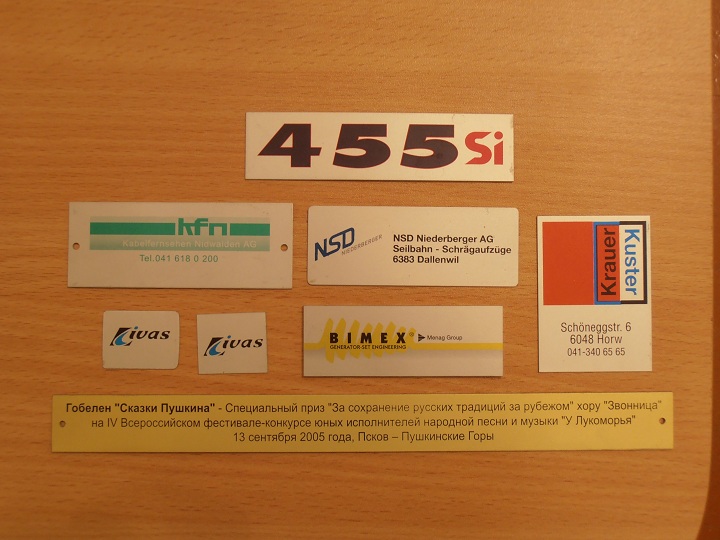 455 Si
kfn
Kabelfernsehen Nidwalden AG
Tel.041 618 0 200
NSD
NIEDERBERGER
NSD Niederberger AG
Seilbahn - Schrägaufzüge
6383 Dallenwil
Krauer
Kuster
Schöneggstr. 6
6048 Horw
041-340 65 65
ivas
ivas
BIMEX®
GENERATOR-SET ENGINEERING
Menag Group
Гобелен "Сказки Пушкина" - Специальный приз "За сохранение русских традиций за рубежом" хору "Звонница"
на IV Всероссийском фестивале-конкурсе юных исполнителей народной песни и музыки "У Лукоморья"
13 сентября 2005 года, Псков – Пушкинские Горы